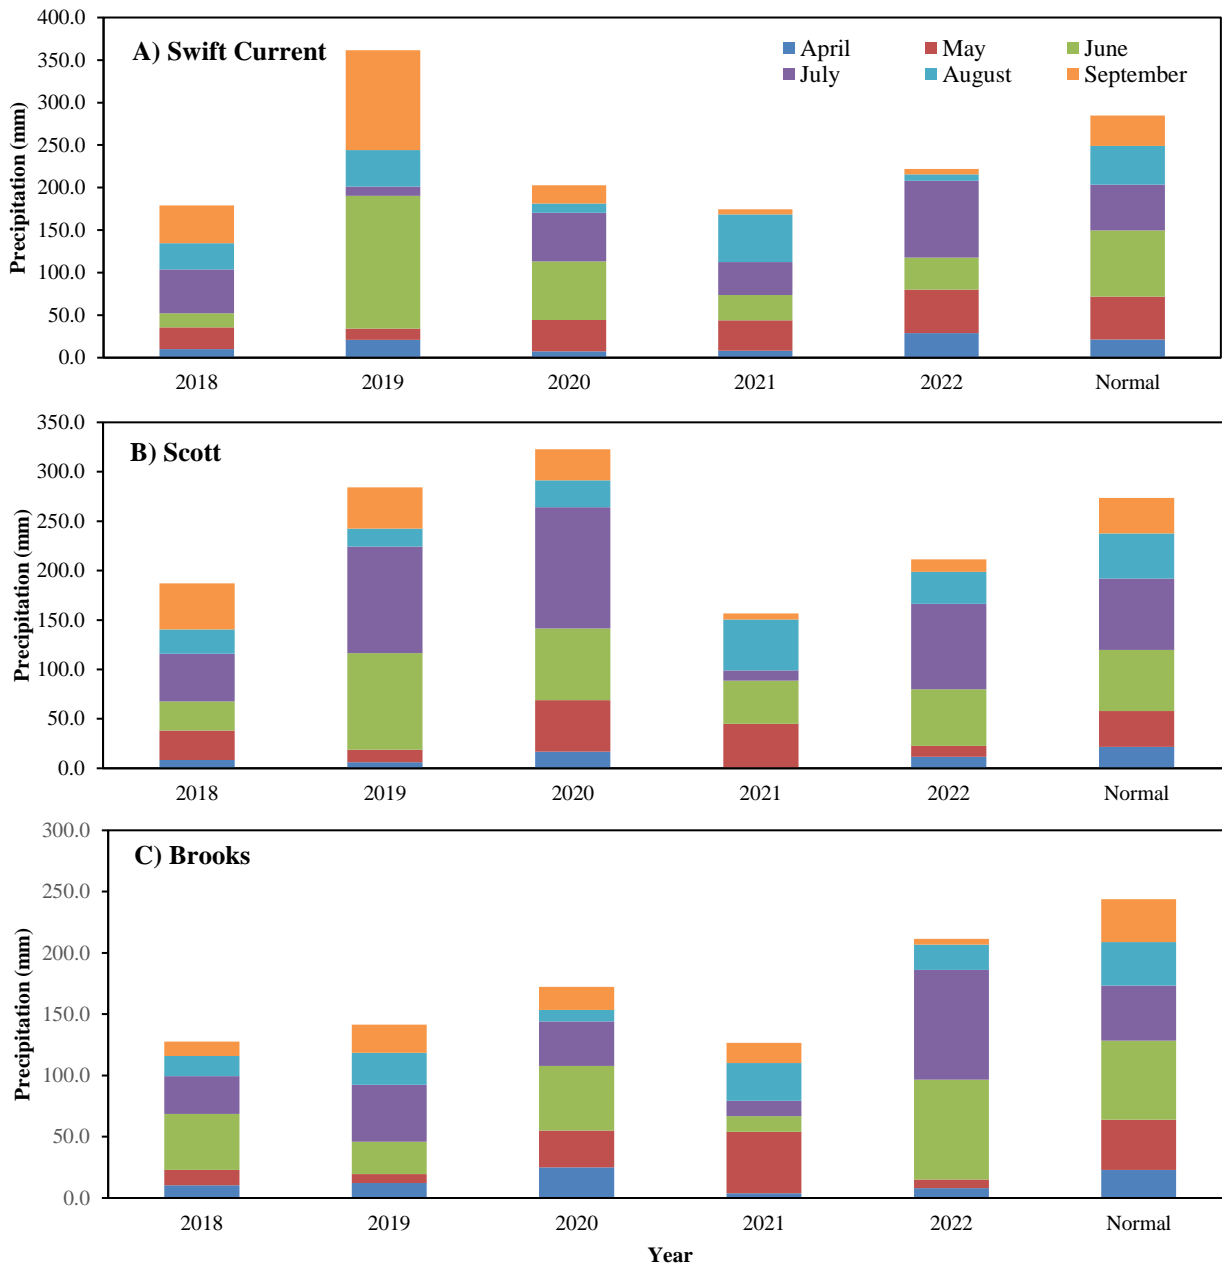 A) Swift Current
April May June
July August September
Precipitation (mm)
400.0
350.0
300.0
250.0
200.0
150.0
100.0
50.0
0.0
2018 2019 2020 2021 2022 Normal
B) Scott
Precipitation (mm)
350.0
300.0
250.0
200.0
150.0
100.0
50.0
0.0
2018 2019 2020 2021 2022 Normal
C) Brooks
Precipitation (mm)
300.0
250.0
200.0
150.0
100.0
50.0
0.0
2018 2019 2020 2021 2022 Normal
Year